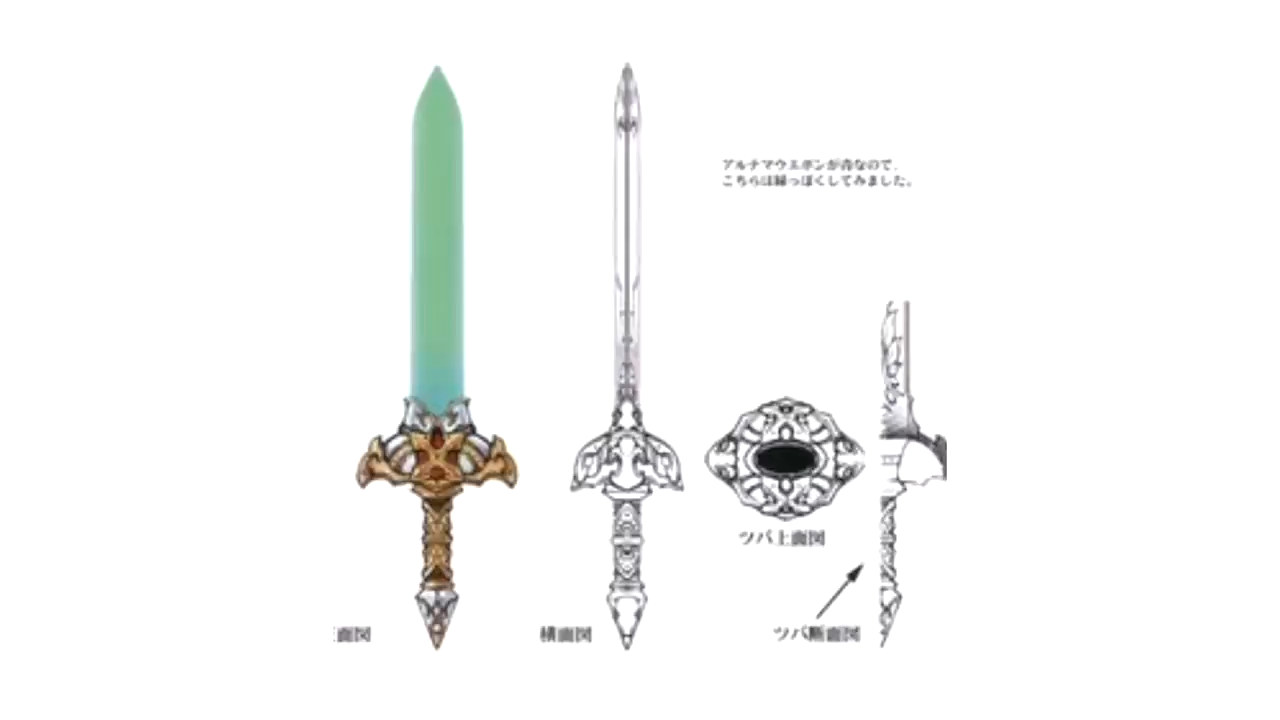 アルテマウエポンが青なので、
こちらは緑っぽくしてみました。
ツバ上面図
面図
横面図
ツバ断面図